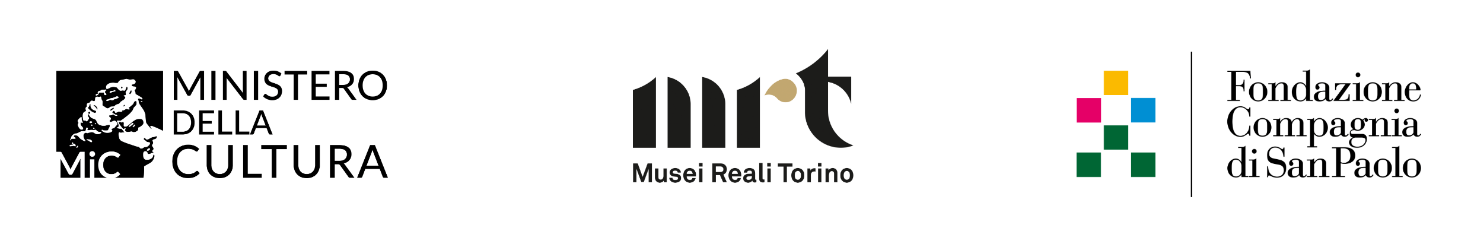 MiC
MINISTERO
DELLA
CULTURA
mrt
Musei Reali Torino
Fondazione
Compagnia
di San Paolo